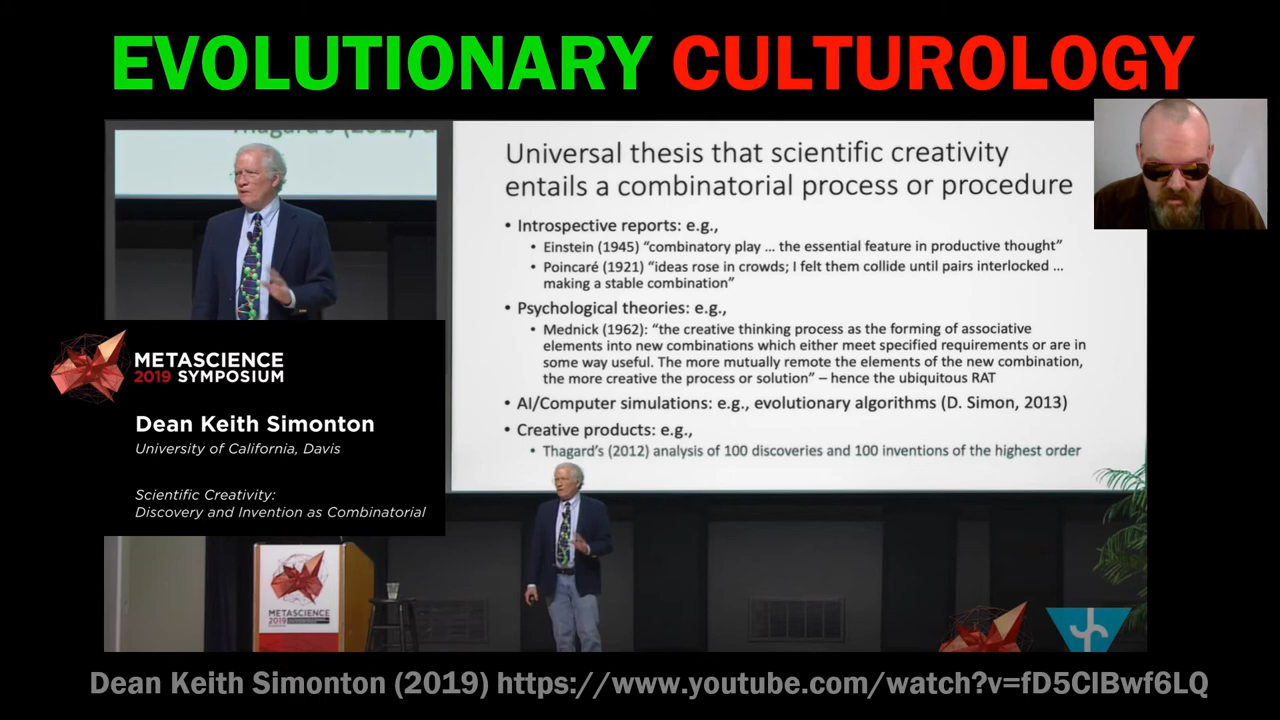 EVOLUTIONARY CULTUROLOGY
Universal thesis that scientific creativity
entails a combinatorial process or procedure
• Introspective reports: e.g.,
• Einstein (1945) “combinatory play ... the essential feature in productive thought”
• Poincaré (1921) “ideas rose in crowds; I felt them collide until pairs interlocked ...
making a stable combination”
• Psychological theories: e.g.,
• Mednick (1962): “the creative thinking process as the forming of associative
elements into new combinations which either meet specified requirements or are in
some way useful. The more mutually remote the elements of the new combination,
the more creative the process or solution” – hence the ubiquitous RAT
• AI/Computer simulations: e.g., evolutionary algorithms (D. Simon, 2013)
• Creative products: e.g.,
• Thagard’s (2012) analysis of 100 discoveries and 100 inventions of the highest order
METASCIENCE
2019 SYMPOSIUM
Dean Keith Simonton
University of California, Davis
Scientific Creativity:
Discovery and Invention as Combinatorial
METASCIENCE
2019
Dean Keith Simonton (2019) https://www.youtube.com/watch?v=fD5ClBwf6LQ